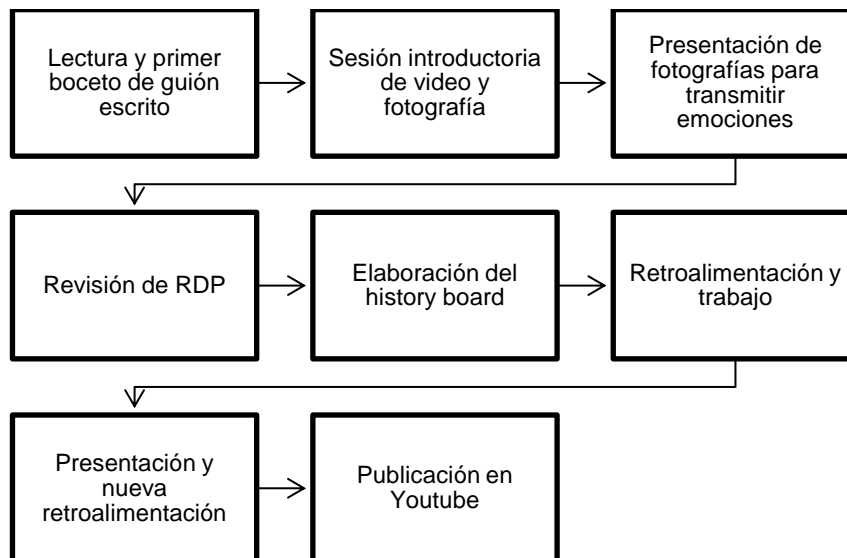 Lectura y primer
boceto de guión
escrito
Sesión introductoria
de video y
fotografía
Presentación de
fotografías para
transmitir
emociones
Revisión de RDP
Elaboración del
history board
Retroalimentación y
trabajo
Presentación y
nueva
retroalimentación
Publicación en
Youtube